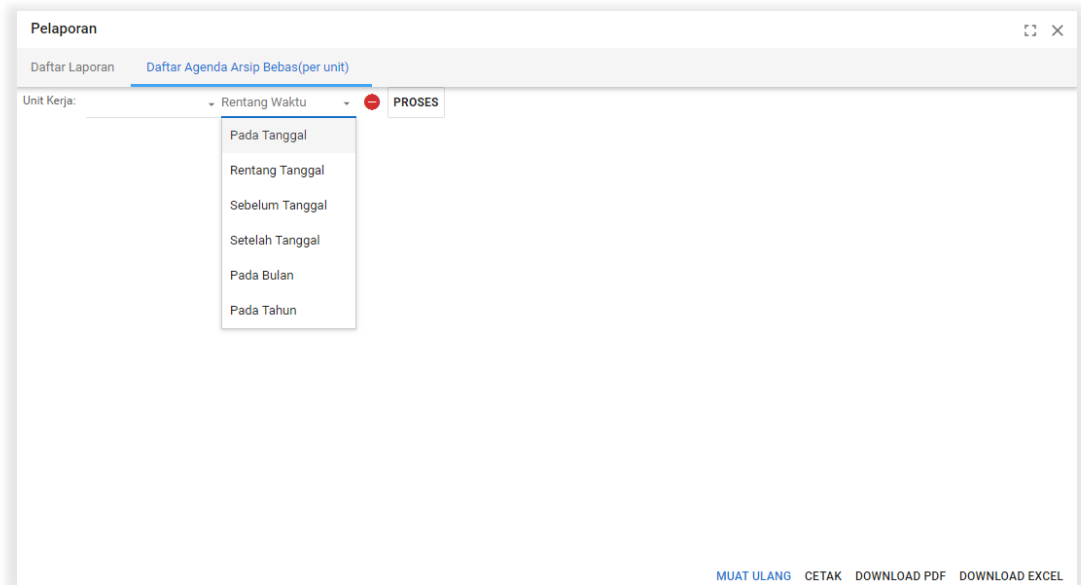 Pelaporan
Daftar Laporan Daftar Agenda Arsip Bebas(per unit)
Unit Kerja: Rentang Waktu PROSES
Pada Tanggal
Rentang Tanggal
Sebelum Tanggal
Setelah Tanggal
Pada Bulan
Pada Tahun
MUAT ULANG CETAK DOWNLOAD PDF DOWNLOAD EXCEL